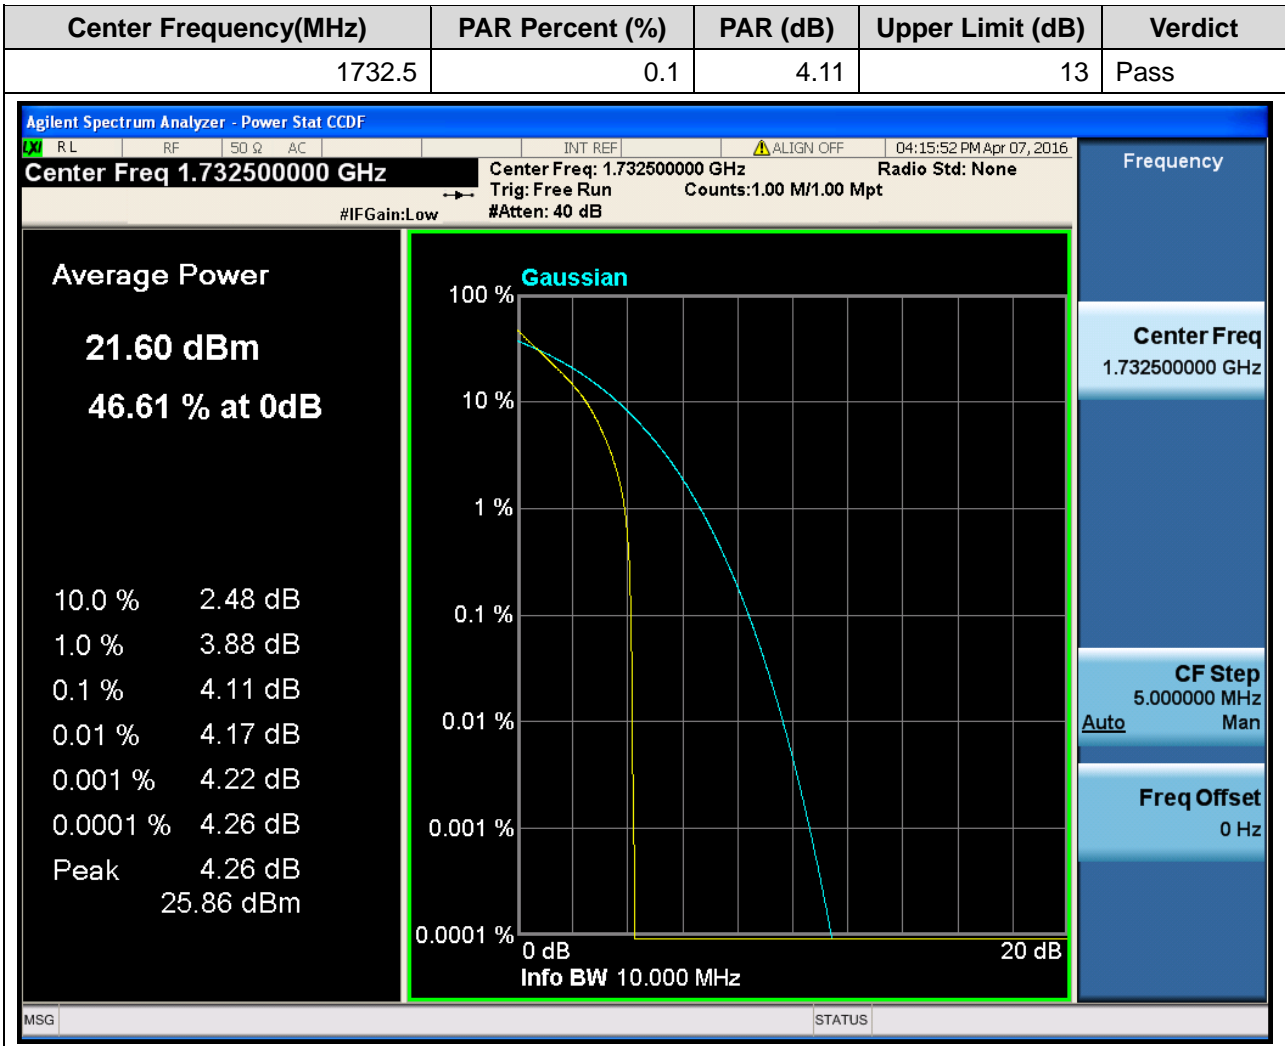 Center Frequency(MHz) PAR Percent (%) PAR (dB) Upper Limit (dB) Verdict
1732.5 0.1 4.11 13 Pass
Agilent Spectrum Analyzer - Power Stat CCDF
LXI RL RF 50 Ω AC INT REF ALIGN OFF 04:15:52 PM Apr 07, 2016
Center Freq 1.732500000 GHz
Center Freq: 1.732500000 GHz Radio Std: None
Trig: Free Run Counts:1.00 M/1.00 Mpt
#IFGain:Low #Atten: 40 dB
Frequency
Average Power
21.60 dBm
46.61 % at 0dB
10.0 % 2.48 dB
1.0 % 3.88 dB
0.1 % 4.11 dB
0.01 % 4.17 dB
0.001 % 4.22 dB
0.0001 % 4.26 dB
Peak 4.26 dB
25.86 dBm
Gaussian
100 %
10 %
1 %
0.1 %
0.01 %
0.001 %
0.0001 %
0 dB 20 dB
Info BW 10.000 MHz
Center Freq
1.732500000 GHz
CF Step
5.000000 MHz
Auto Man
Freq Offset
0 Hz
MSG STATUS